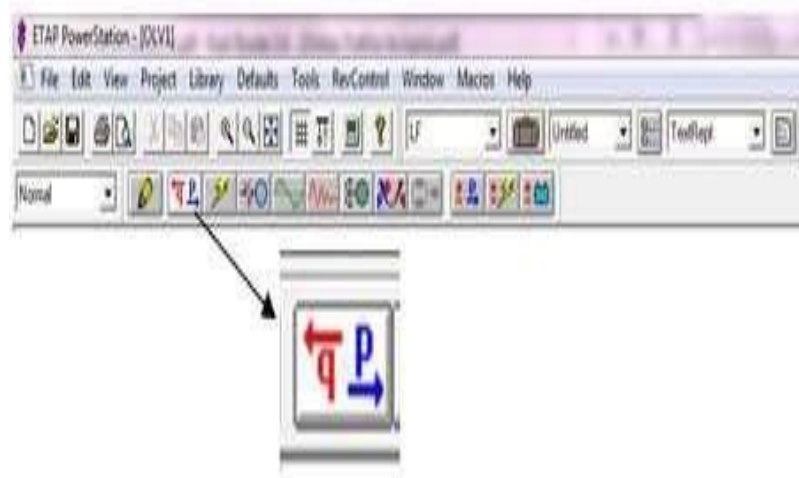 ETAP PowerStation - [OLV1]
File Edit View Project Library Defaults Tools RevControl Window Macros Help
LF Untitled TextRept
Normal
q p